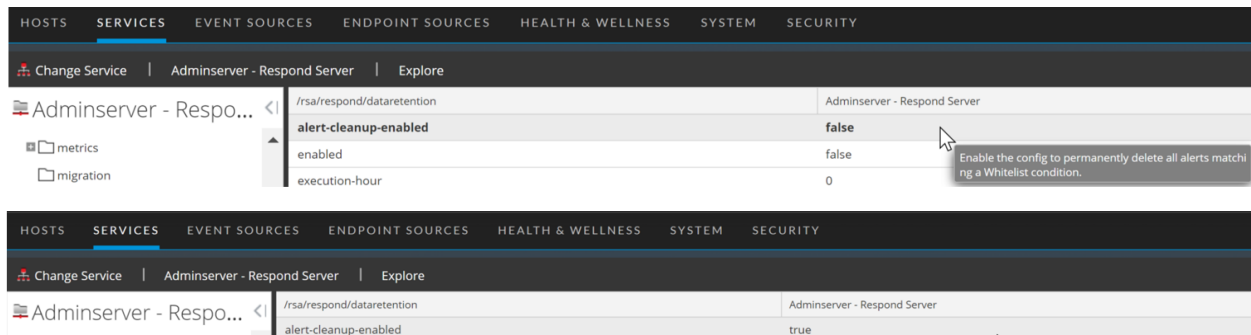 HOSTS SERVICES EVENT SOURCES ENDPOINT SOURCES HEALTH & WELLNESS SYSTEM SECURITY
Change Service | Adminserver - Respond Server | Explore
Adminserver - Respo...
metrics
migration
/rsa/respond/dataretention Adminserver - Respond Server
alert-cleanup-enabled false
enabled false
execution-hour 0
Enable the config to permanently delete all alerts matchi
ng a Whitelist condition.
HOSTS SERVICES EVENT SOURCES ENDPOINT SOURCES HEALTH & WELLNESS SYSTEM SECURITY
Change Service | Adminserver - Respond Server | Explore
Adminserver - Respo...
/rsa/respond/dataretention Adminserver - Respond Server
alert-cleanup-enabled true